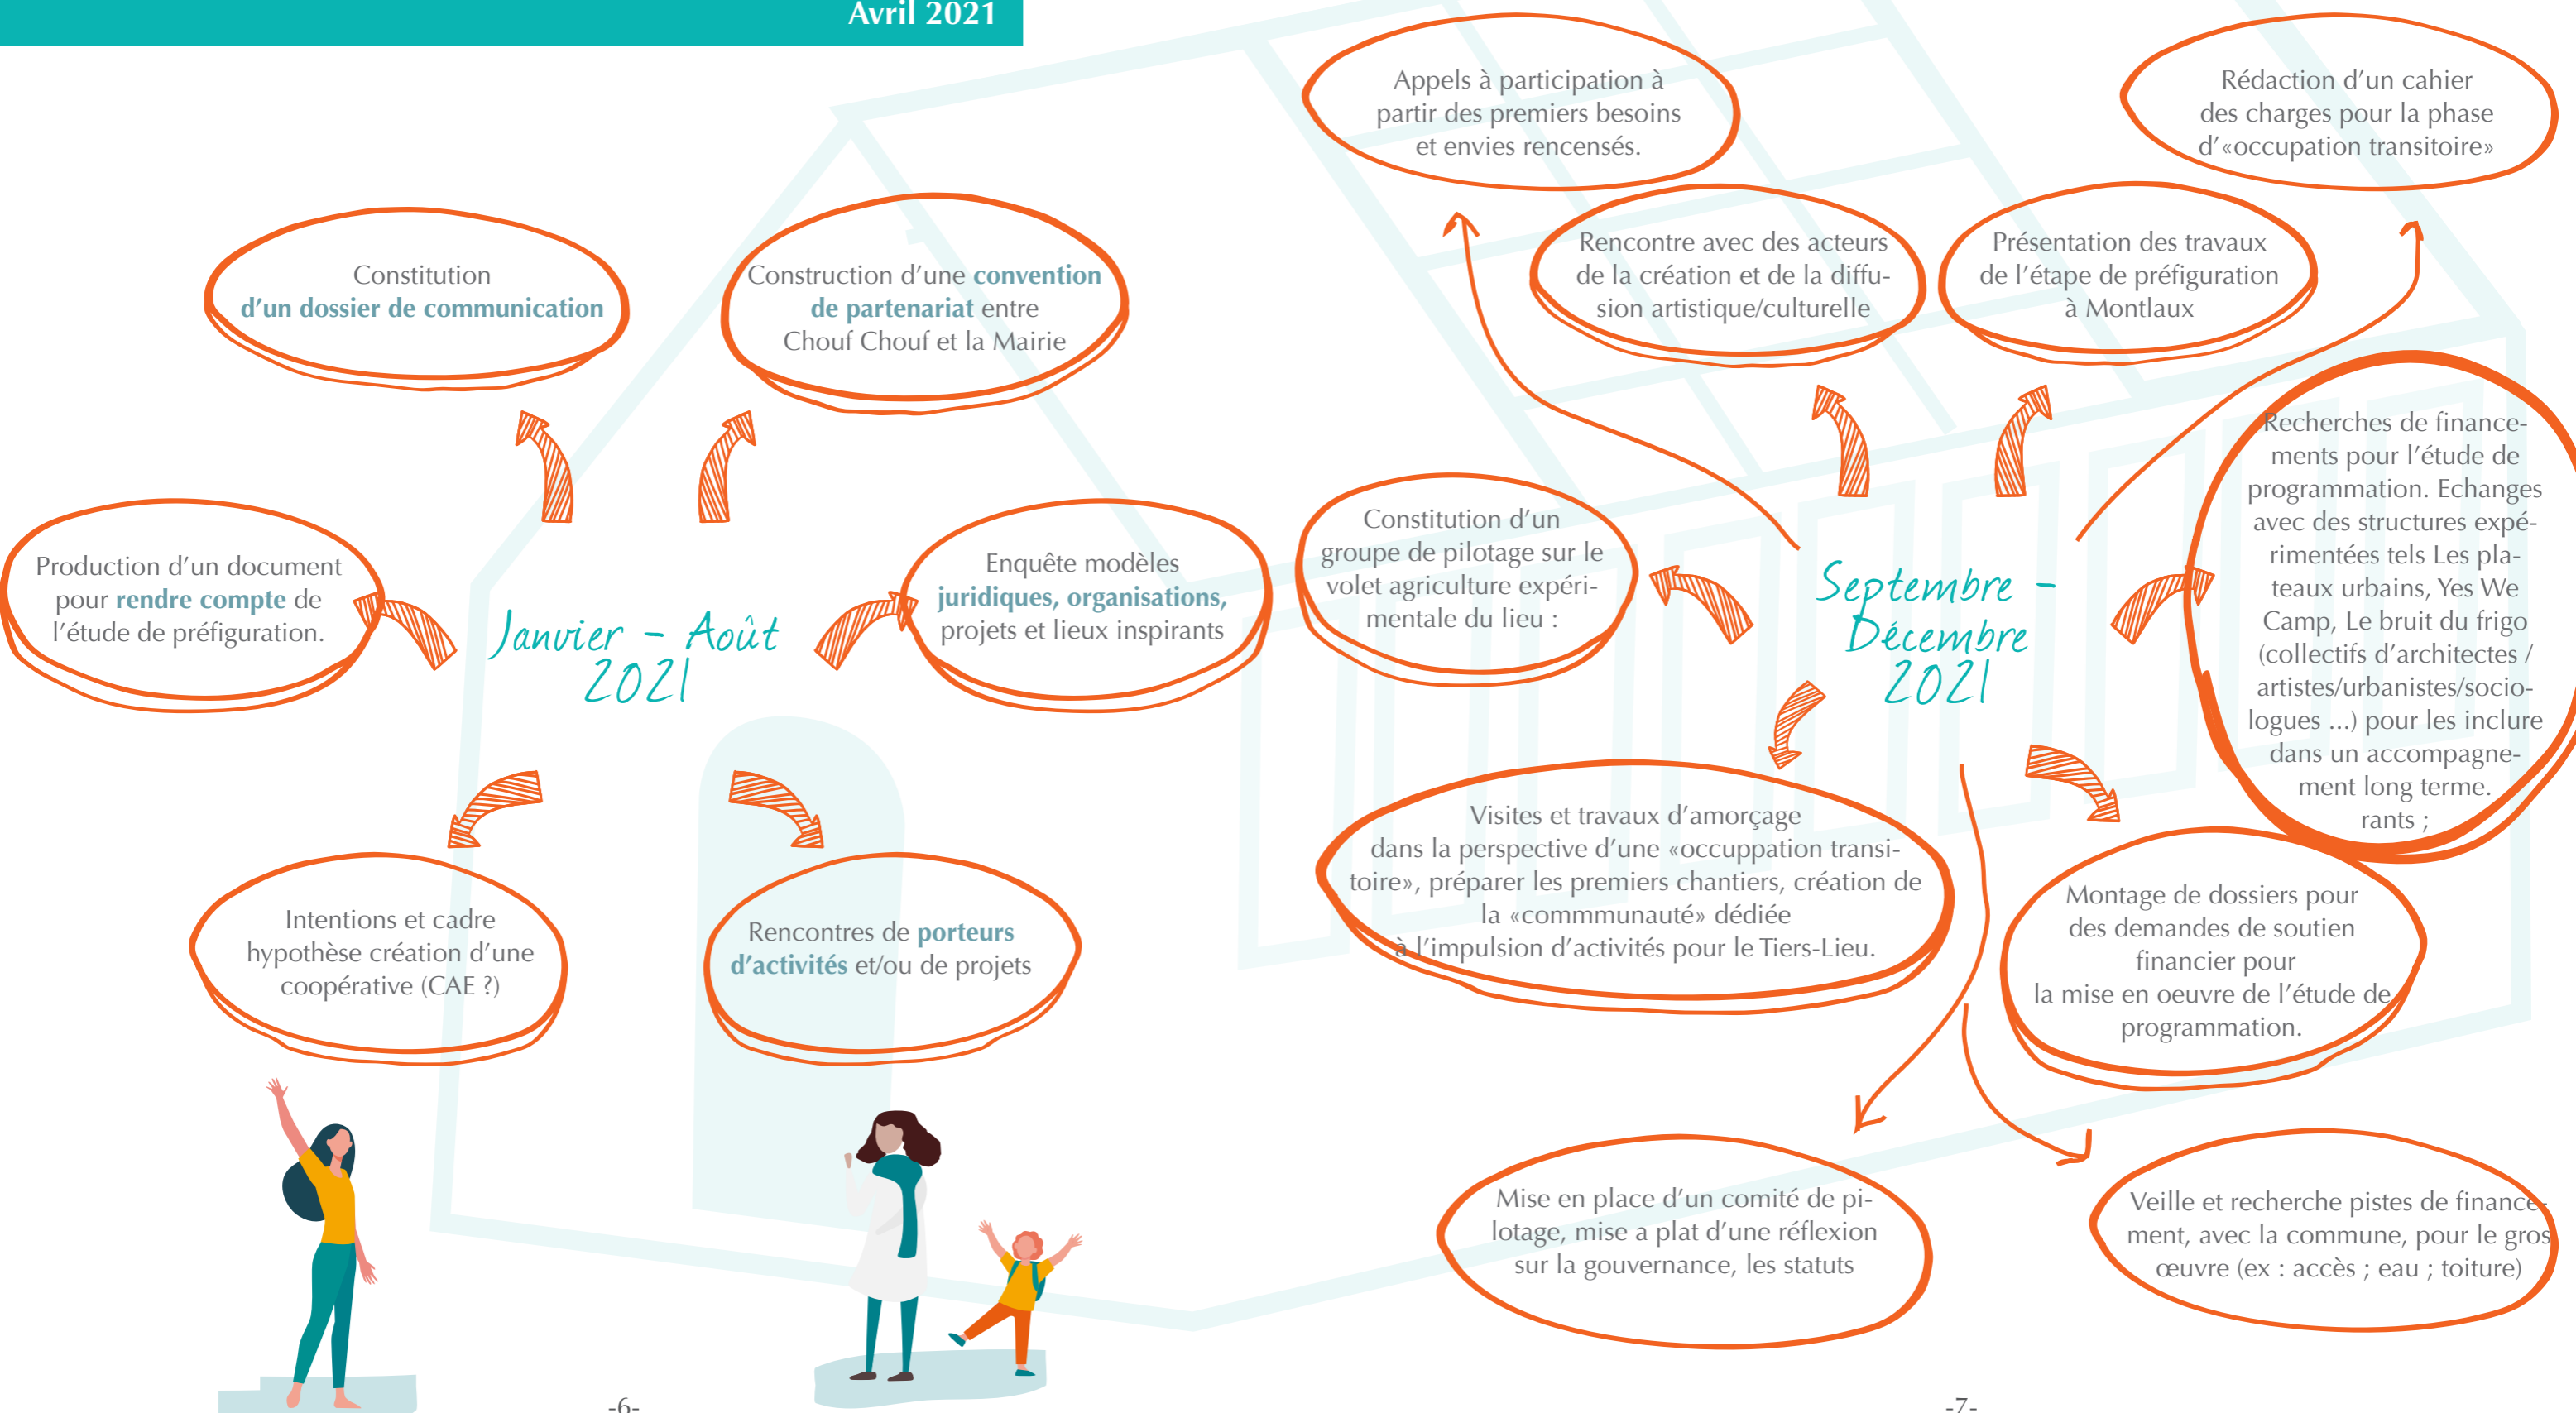 Avril 2021
Constitution
d'un dossier de communication
Construction d'une convention
de partenariat entre
Chouf Chouf et la Mairie
Production d'un document
pour rendre compte de
l'étude de préfiguration.
Janvier - Août
2021
Enquête modèles
juridiques, organisations,
projets et lieux inspirants
Intentions et cadre
hypothèse création d'une
coopérative (CAE ?)
Rencontres de porteurs
d'activités et/ou de projets
-6-
Appels à participation à
partir des premiers besoins
et envies rencensés.
Rédaction d'un cahier
des charges pour la phase
d'«occupation transitoire»
Rencontre avec des acteurs
de la création et de la diffu-
sion artistique/culturelle
Présentation des travaux
de l'étape de préfiguration
à Montlaux
Constitution d'un
groupe de pilotage sur le
volet agriculture expéri-
mentale du lieu :
Septembre -
Décembre
2021
Recherches de finance-
ments pour l'étude de
programmation. Echanges
avec des structures expé-
rimentées tels Les pla-
teaux urbains, Yes We
Camp, Le bruit du frigo
(collectifs d'architectes /
artistes/urbanistes/socio-
logues ...) pour les inclure
dans un accompagne-
ment long terme.
rants ;
Visites et travaux d'amorçage
dans la perspective d'une «occuppation transi-
toire», préparer les premiers chantiers, création de
la «commmunauté» dédiée
à l'impulsion d'activités pour le Tiers-Lieu.
Montage de dossiers pour
des demandes de soutien
financier pour
la mise en oeuvre de l'étude de
programmation.
Mise en place d'un comité de pi-
lotage, mise a plat d'une réflexion
sur la gouvernance, les statuts
Veille et recherche pistes de finance-
ment, avec la commune, pour le gros
œuvre (ex : accès ; eau ; toiture)
-7-